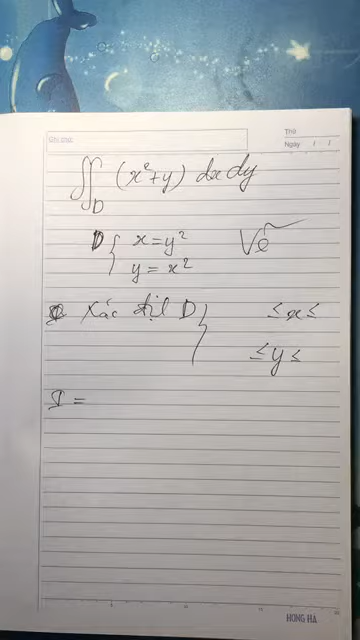 Thứ
Ngày / /
∬_D (x²+y) dxdy
D { x=y² Vẽ
y = x²
Xác định D { ≤x≤
≤y≤
I =
HONG HA